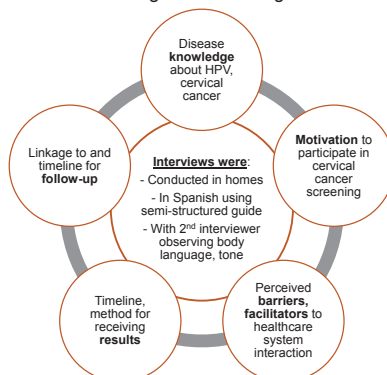 Disease
knowledge
about HPV,
cervical
cancer
Motivation to
participate in
cervical
cancer
screening
Perceived
barriers,
facilitators to
healthcare
system
interaction
Timeline,
method for
receiving
results
Linkage to and
timeline for
follow-up
Interviews were:
- Conducted in homes
- In Spanish using
semi-structured guide
- With 2nd interviewer
observing body
language, tone